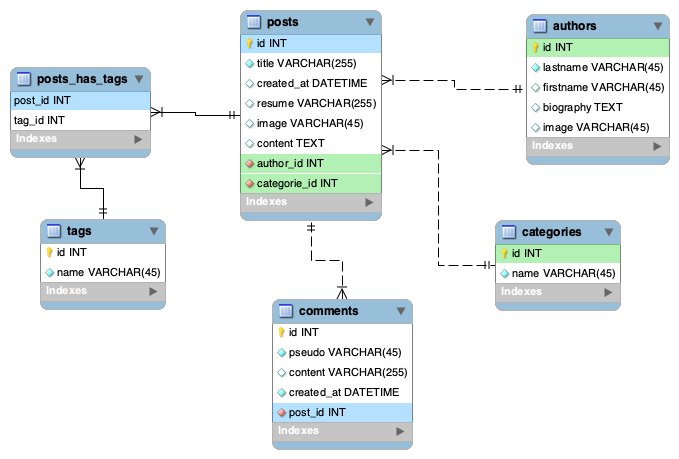 posts
id INT
title VARCHAR(255)
created_at DATETIME
resume VARCHAR(255)
image VARCHAR(45)
content TEXT
author_id INT
categorie_id INT
Indexes
authors
id INT
lastname VARCHAR(45)
firstname VARCHAR(45)
biography TEXT
image VARCHAR(45)
Indexes
posts_has_tags
post_id INT
tag_id INT
Indexes
tags
id INT
name VARCHAR(45)
Indexes
categories
id INT
name VARCHAR(45)
Indexes
comments
id INT
pseudo VARCHAR(45)
content VARCHAR(255)
created_at DATETIME
post_id INT
Indexes